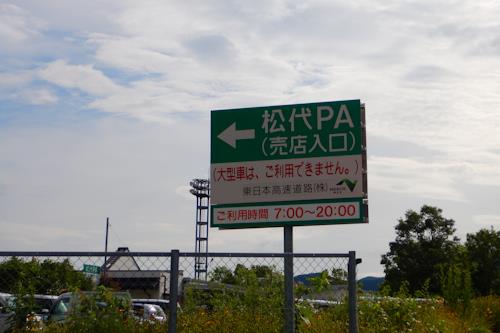 松代PA
(売店入口)
(大型車は、ご利用できません。)
東日本高速道路(株)
ご利用時間 7:00～20:00